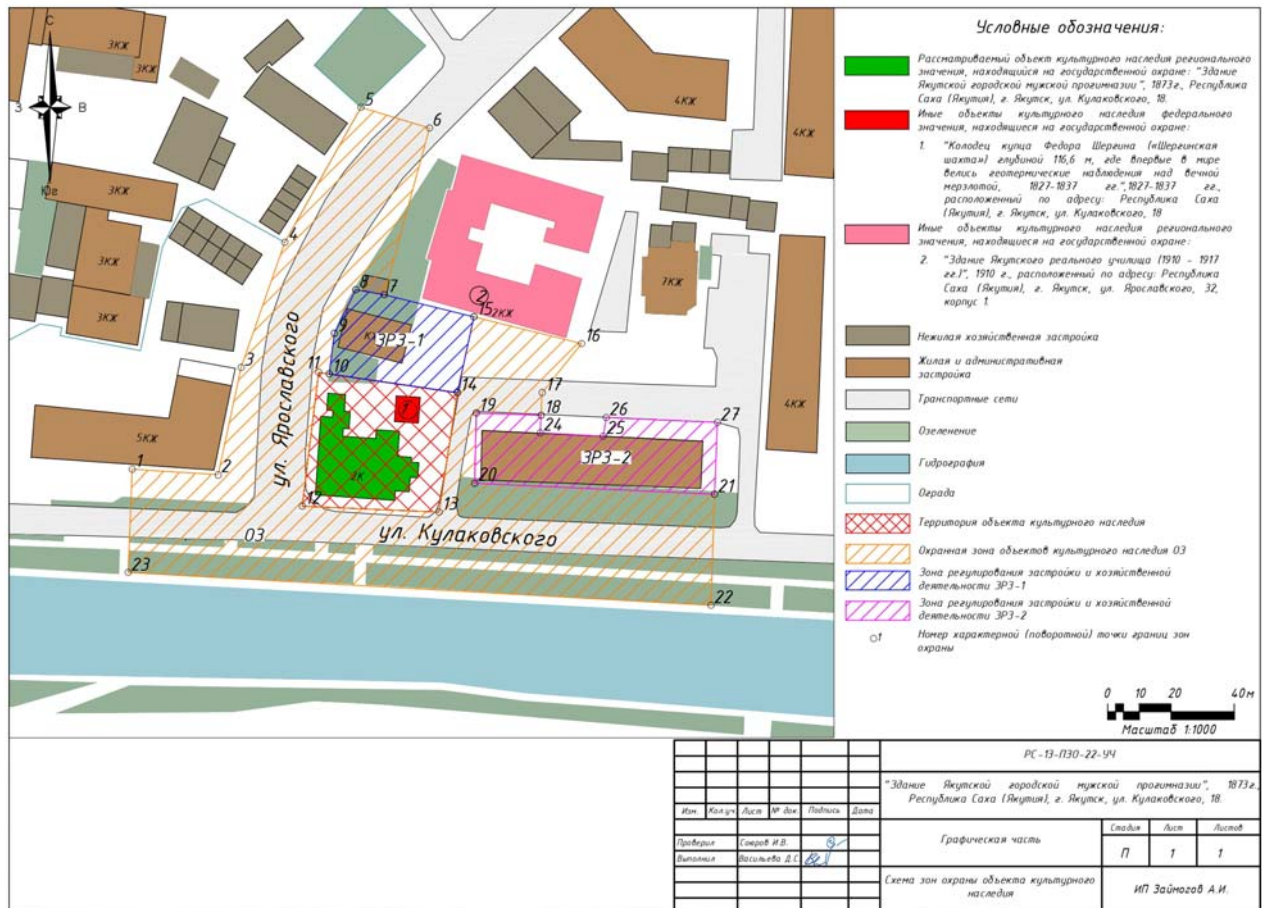 С
З
В
Юг
3КЖ
3КЖ
3КЖ
3КЖ
3КЖ
3КЖ
3КЖ
5КЖ
4КЖ
4КЖ
7КЖ
4КЖ
5
6
4
3
8
7
9
2
15
2КЖ
16
ЗРЗ-1
11
10
14
17
1
19
18
26
27
24
25
ЗРЗ-2
2К
20
21
12
13
1
2
23
22
ул. Ярославского
ул. Кулаковского
ОЗ
Условные обозначения:
Рассматриваемый объект культурного наследия регионального
значения, находящийся на государственной охране: "Здание
Якутской городской мужской прогимназии", 1873г., Республика
Саха (Якутия), г. Якутск, ул. Кулаковского, 18.
Иные объекты культурного наследия федерального
значения, находящиеся на государственной охране:
1. "Колодец купца Федора Шергина («Шергинская
шахта») глубиной 116,6 м, где впервые в мире
велись геотермические наблюдения над вечной
мерзлотой, 1827-1837 гг.",1827-1837 гг.,
расположенный по адресу: Республика Саха
(Якутия), г. Якутск, ул. Кулаковского, 18
Иные объекты культурного наследия регионального
значения, находящиеся на государственной охране:
2. "Здание Якутского реального училища (1910 - 1917
гг.)", 1910 г., расположенный по адресу: Республика
Саха (Якутия), г. Якутск, ул. Ярославского, 32,
корпус 1.
Нежилая хозяйственная застройка
Жилая и административная
застройка
Транспортные сети
Озеленение
Гидрография
Ограда
Территория объекта культурного наследия
Охранная зона объектов культурного наследия ОЗ
Зона регулирования застройки и хозяйственной
деятельности ЗРЗ-1
Зона регулирования застройки и хозяйственной
деятельности ЗРЗ-2
1
Номер характерной (поворотной) точки границ зон
охраны
0 10 20 40м
Масштаб 1:1000
РС-13-ПЗО-22-УЧ
"Здание Якутской городской мужской прогимназии", 1873г.,
Республика Саха (Якутия), г. Якутск, ул. Кулаковского, 18.
Изм. Кол.уч Лист № док. Подпись Дата
Проверил Сюоров И.В.
Выполнил Васильева Д.С.
Графическая часть
Стадия Лист Листов
П 1 1
Схема зон охраны объекта культурного
наследия
ИП Займогов А.И.